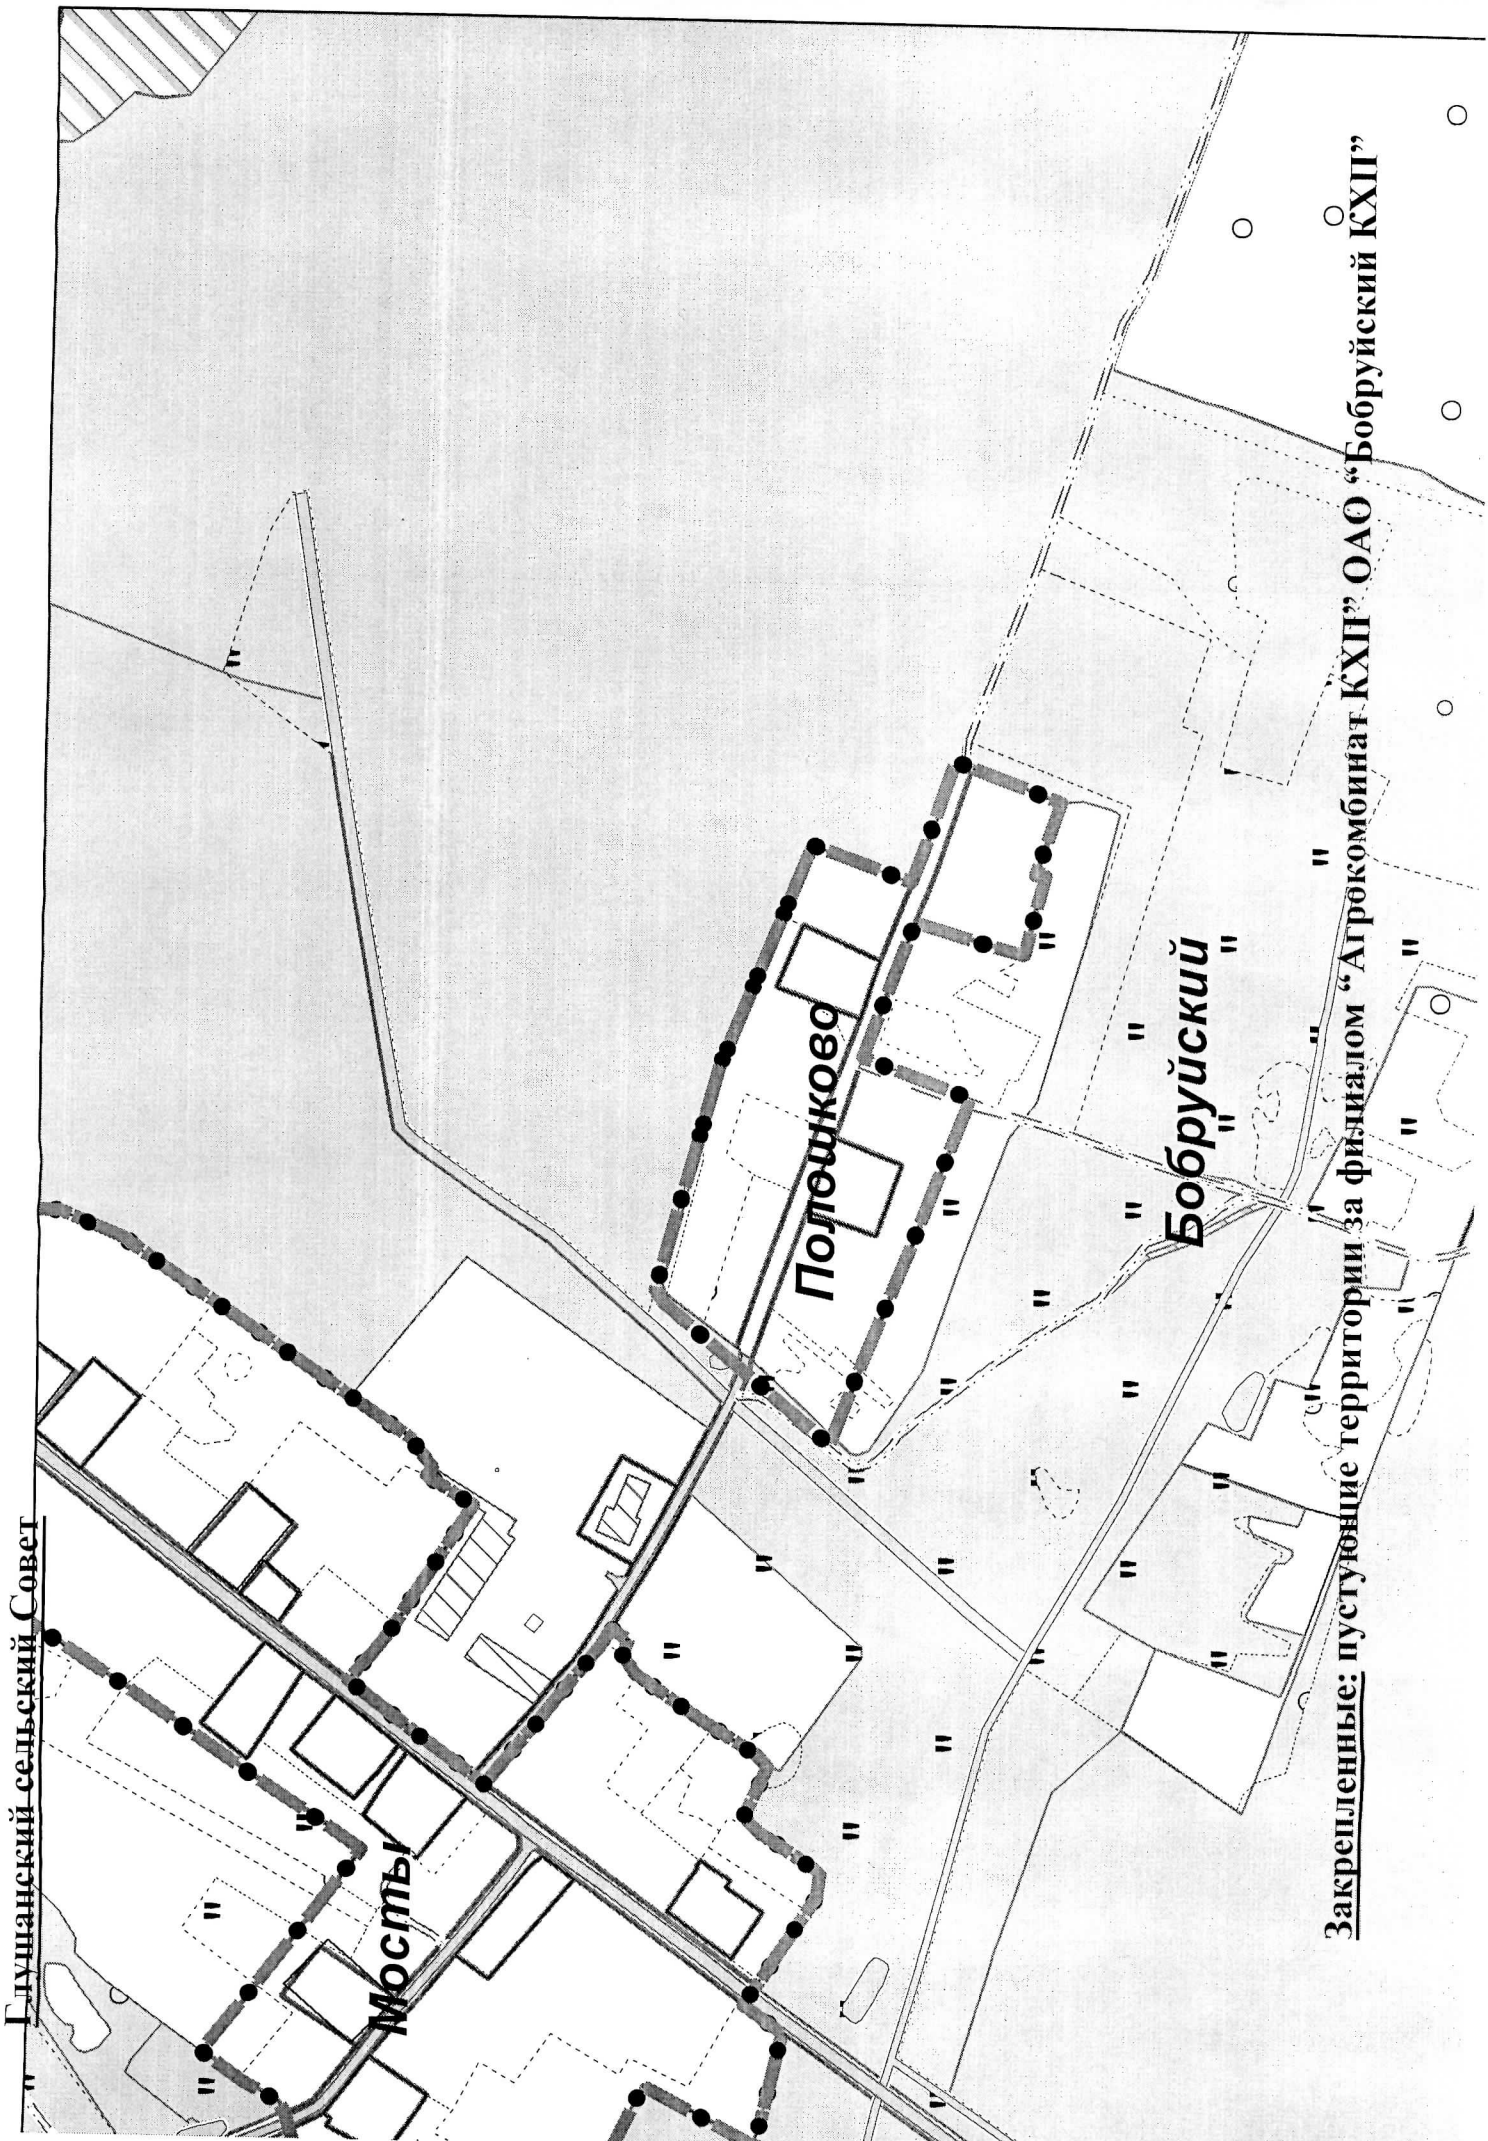 Глушанский сельский Совет
Мосты
Полошково
Бобруйский
Закрепленные: пустующие территории за филиалом “Агрокомбинат КХП” ОАО “Бобруйский КХП”